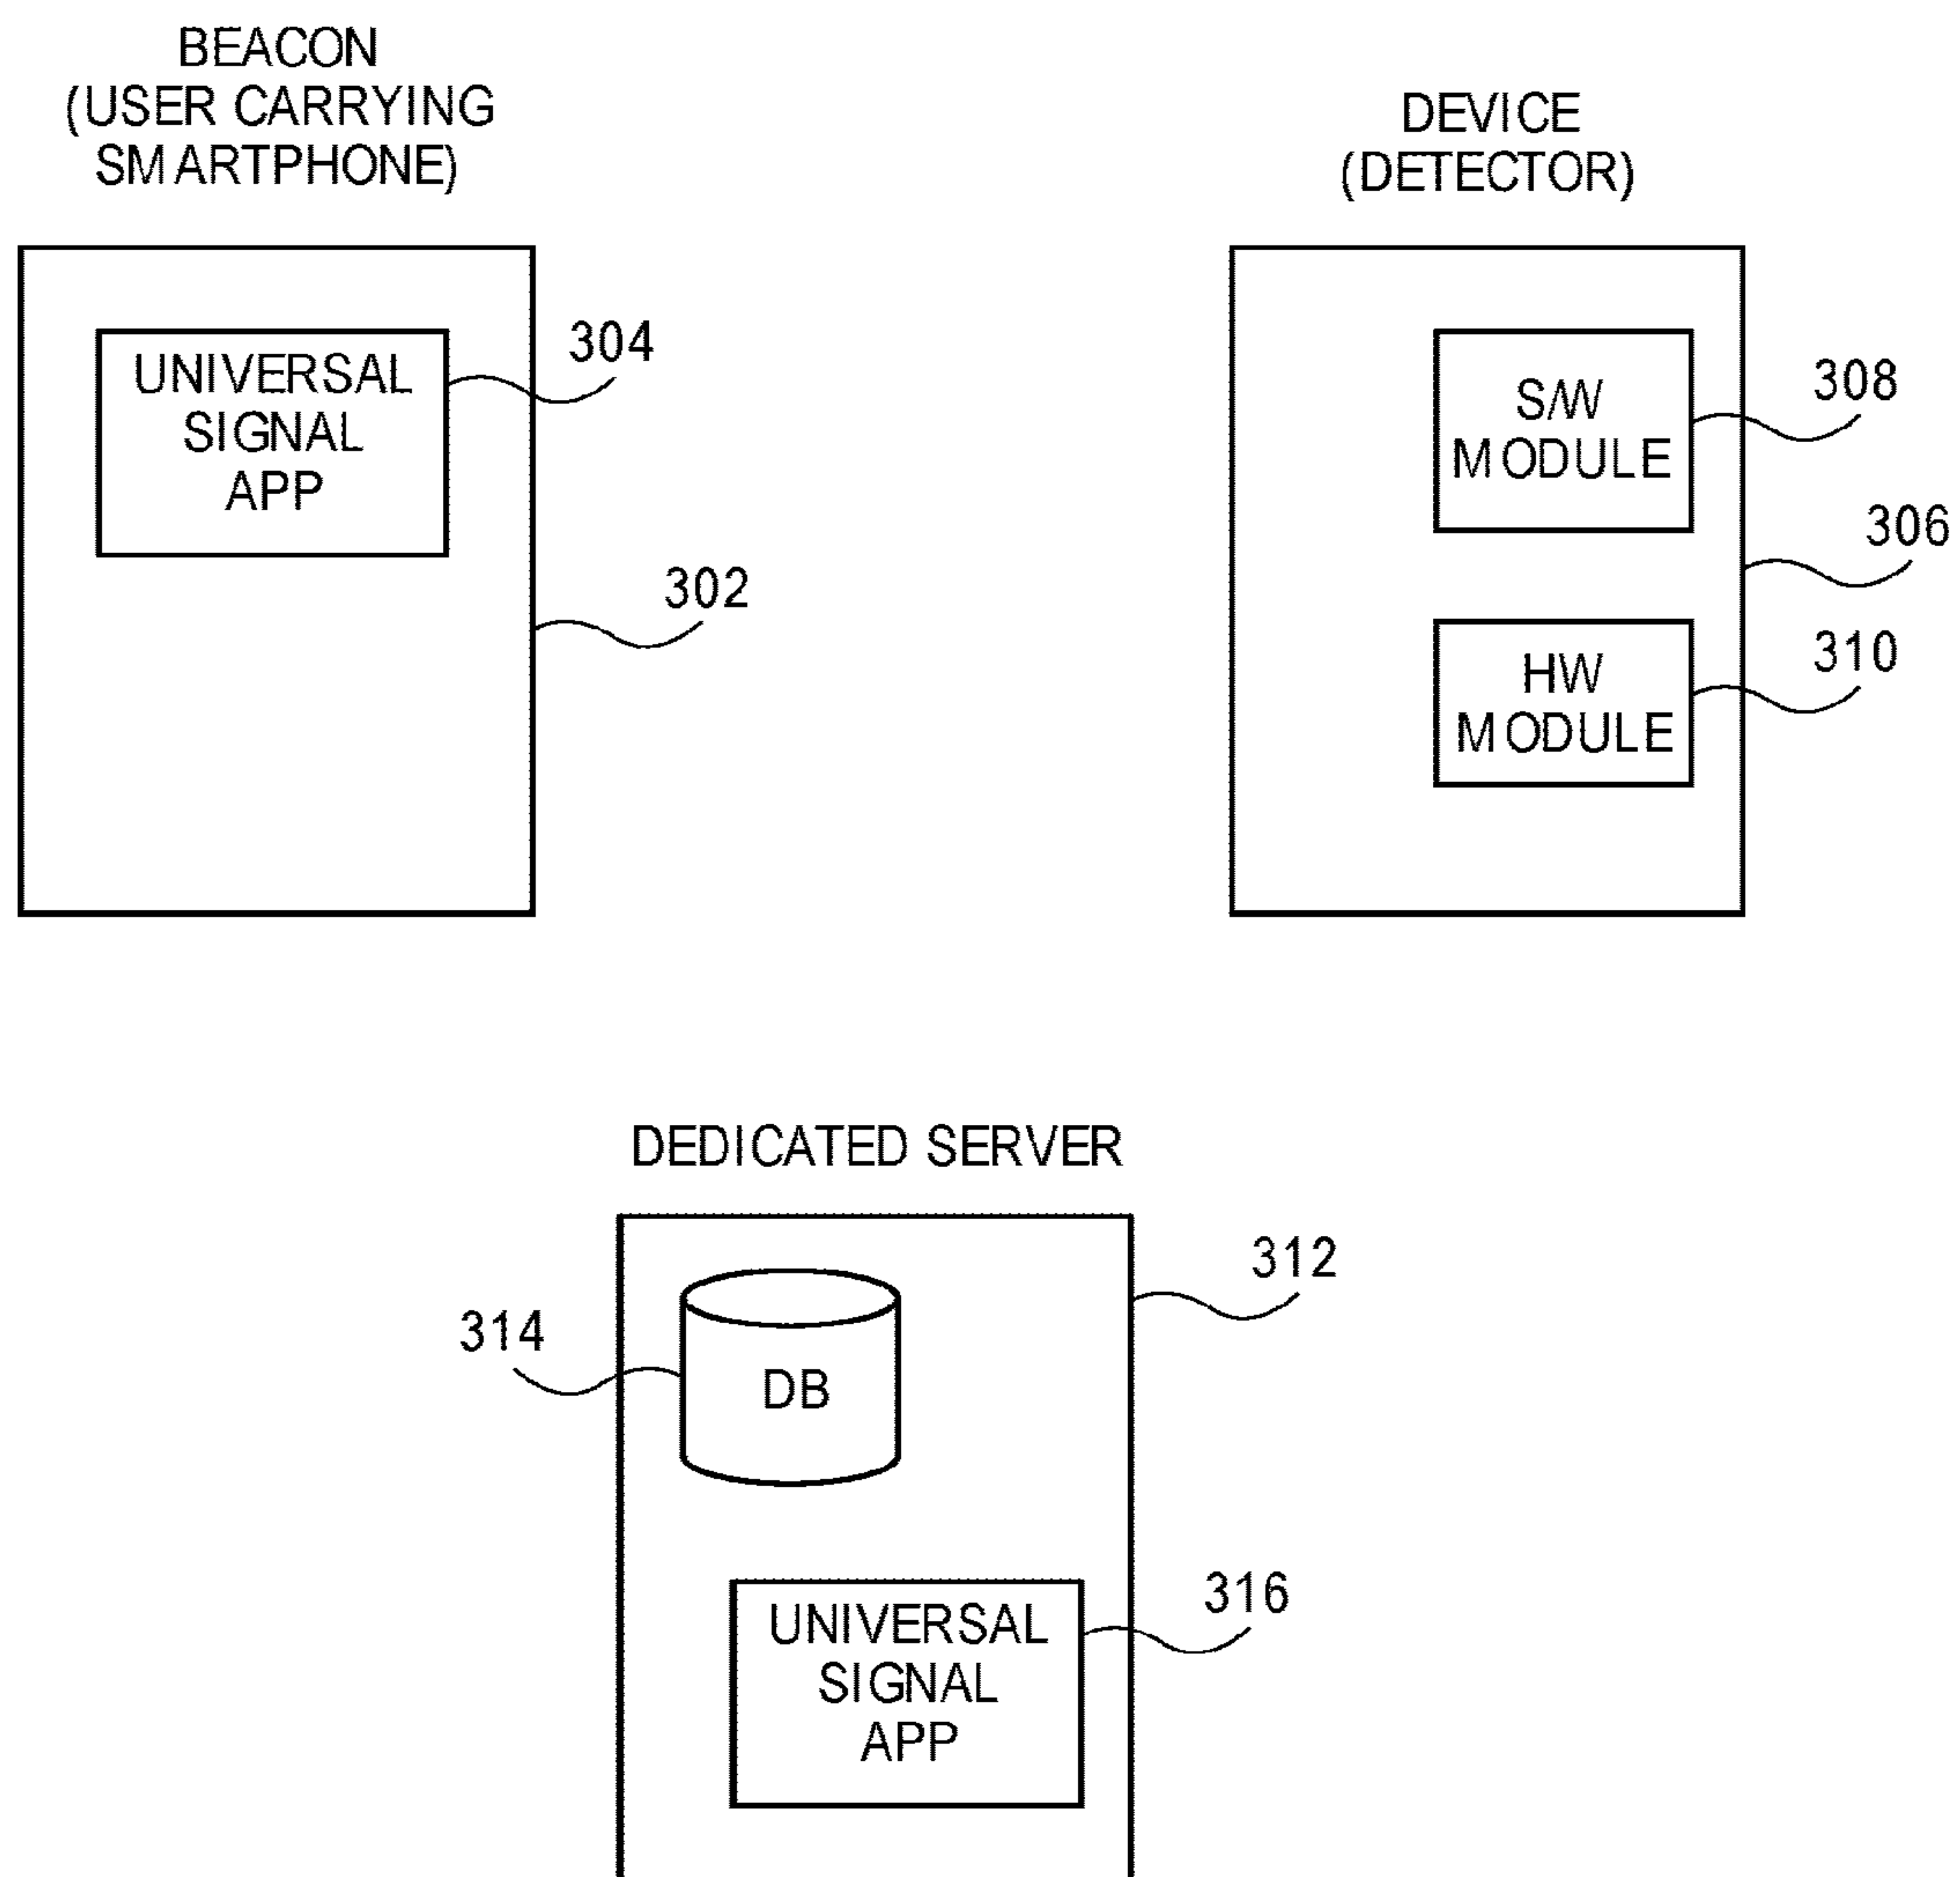 BEACON
(USER CARRYING
SMARTPHONE)
DEVICE
(DETECTOR)
UNIVERSAL
SIGNAL
APP
304
302
S/W
MODULE
308
306
HW
MODULE
310
DEDICATED SERVER
312
314
DB
316
UNIVERSAL
SIGNAL
APP